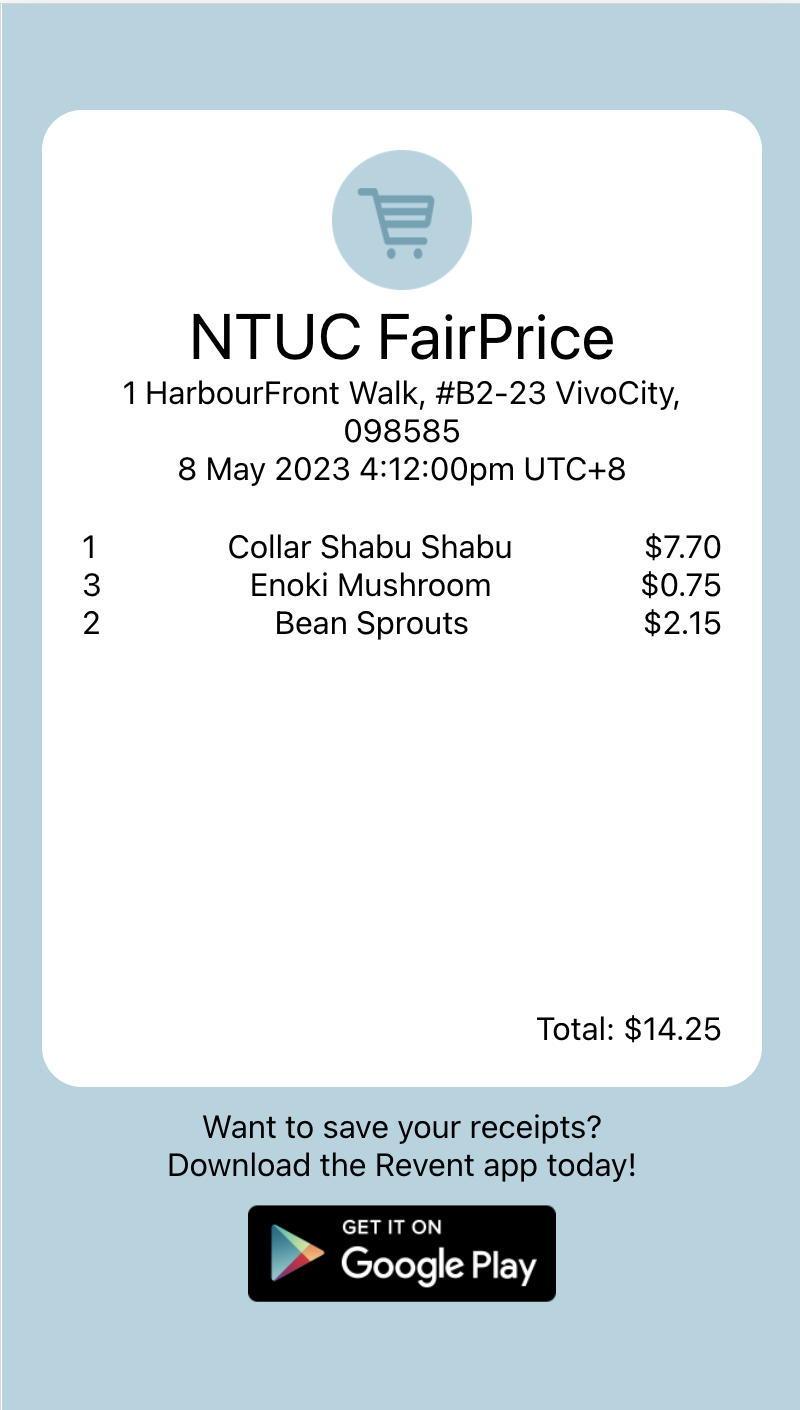 NTUC FairPrice
1 HarbourFront Walk, #B2-23 VivoCity,
098585
8 May 2023 4:12:00pm UTC+8
1 Collar Shabu Shabu $7.70
3 Enoki Mushroom $0.75
2 Bean Sprouts $2.15
Total: $14.25
Want to save your receipts?
Download the Revent app today!
GET IT ON
Google Play